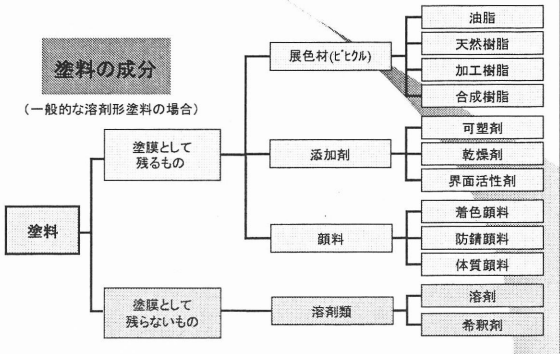 塗料の成分
(一般的な溶剤形塗料の場合)
塗料
塗膜として
残るもの
展色材(ビヒクル)
油脂
天然樹脂
加工樹脂
合成樹脂
添加剤
可塑剤
乾燥剤
界面活性剤
顔料
着色顔料
防錆顔料
体質顔料
塗膜として
残らないもの
溶剤類
溶剤
希釈剤